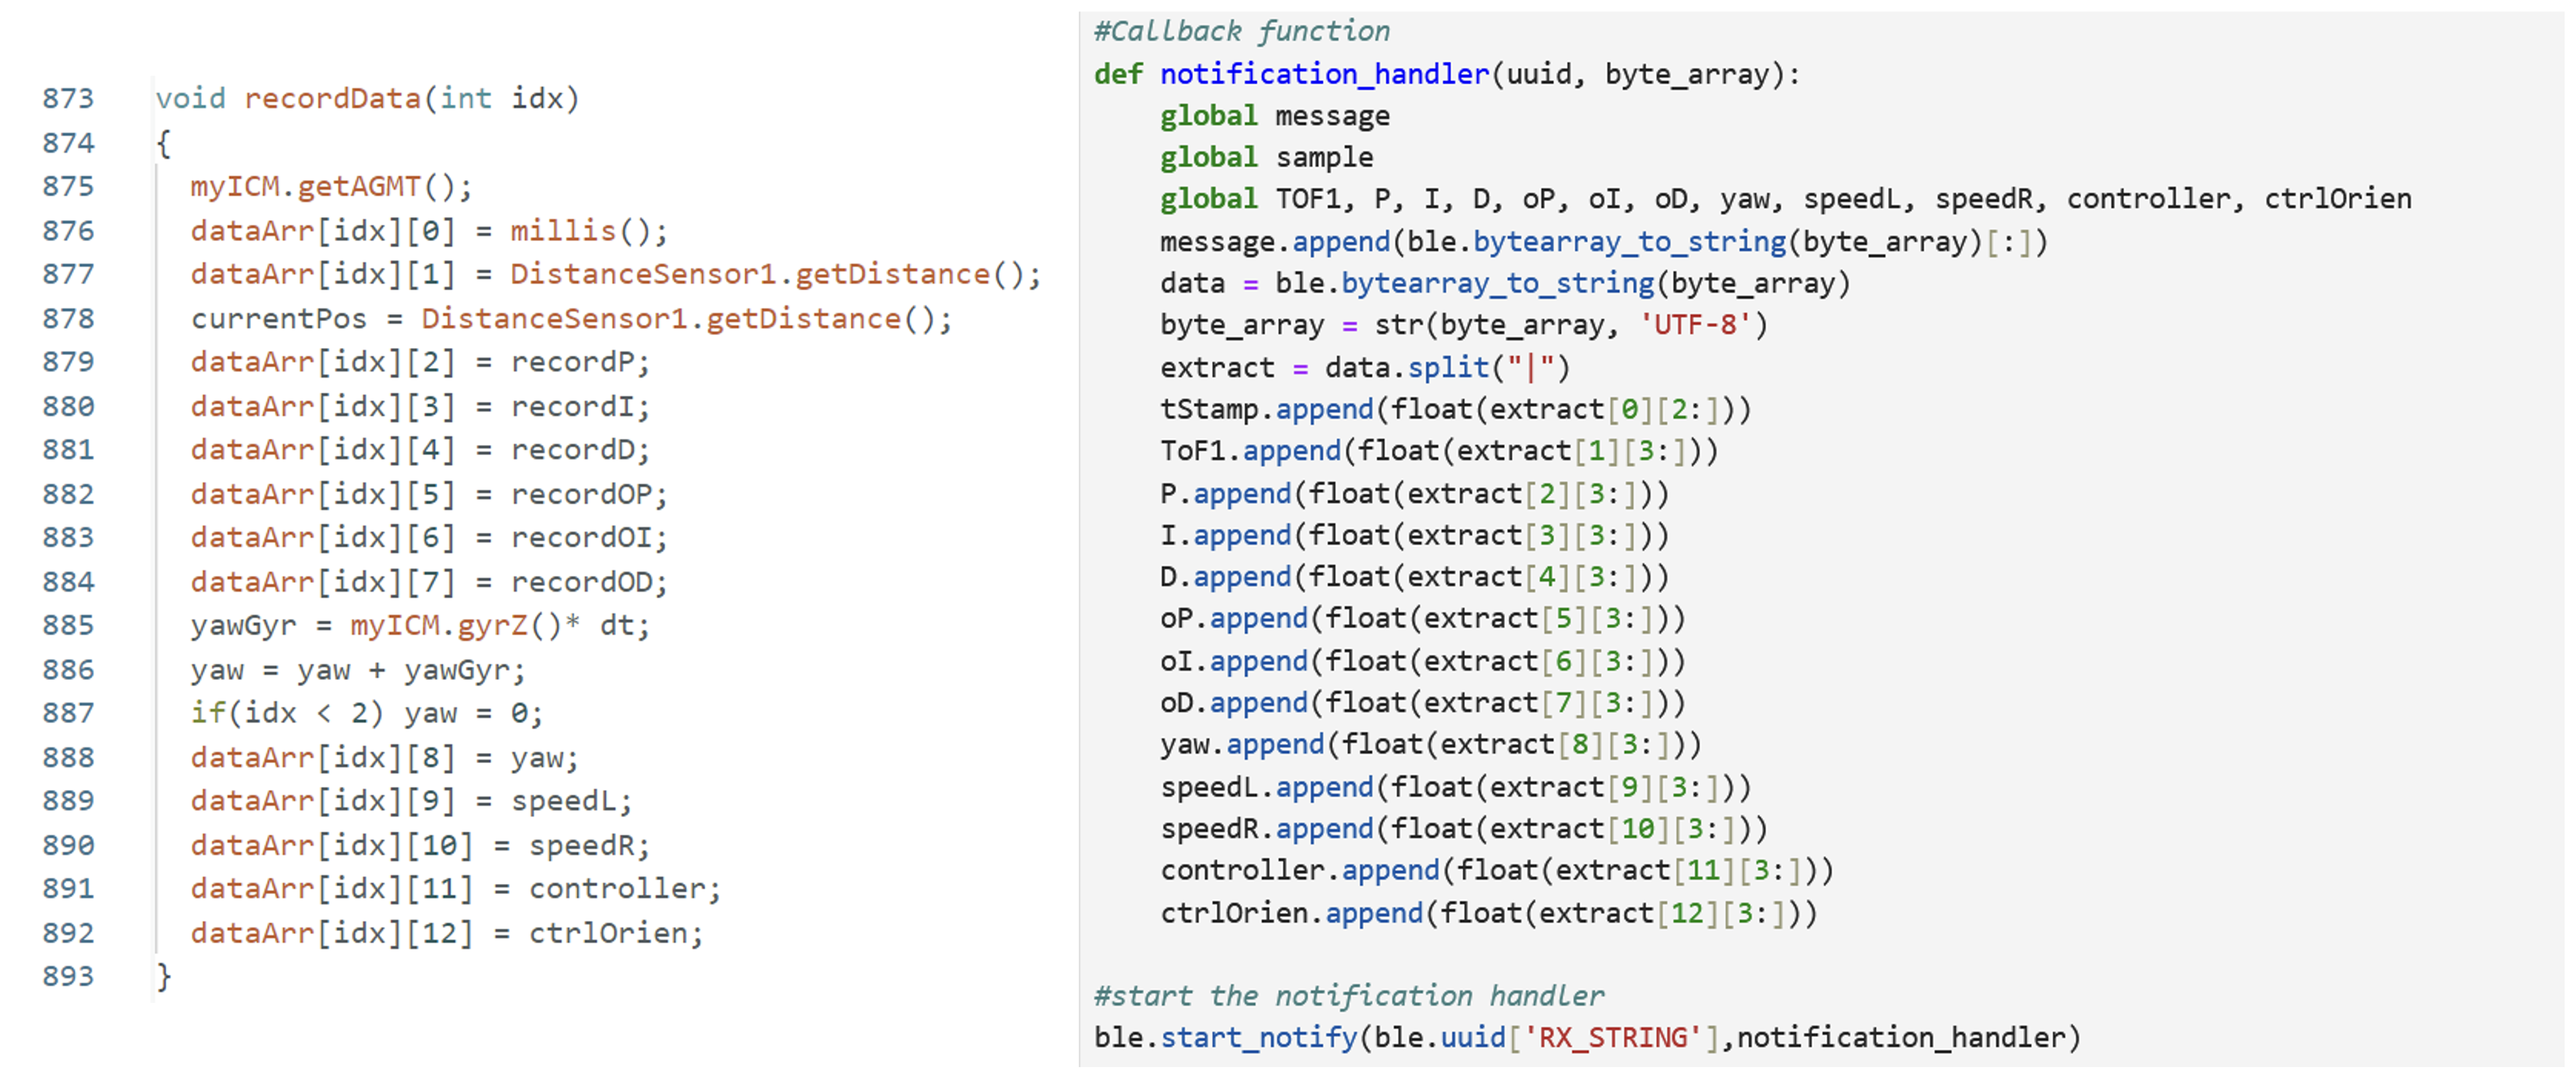 873 void recordData(int idx)
874 {
875 myICM.getAGMT();
876 dataArr[idx][0] = millis();
877 dataArr[idx][1] = DistanceSensor1.getDistance();
878 currentPos = DistanceSensor1.getDistance();
879 dataArr[idx][2] = recordP;
880 dataArr[idx][3] = recordI;
881 dataArr[idx][4] = recordD;
882 dataArr[idx][5] = recordOP;
883 dataArr[idx][6] = recordOI;
884 dataArr[idx][7] = recordOD;
885 yawGyr = myICM.gyrZ()* dt;
886 yaw = yaw + yawGyr;
887 if(idx < 2) yaw = 0;
888 dataArr[idx][8] = yaw;
889 dataArr[idx][9] = speedL;
890 dataArr[idx][10] = speedR;
891 dataArr[idx][11] = controller;
892 dataArr[idx][12] = ctrlOrien;
893 }
#Callback function
def notification_handler(uuid, byte_array):
global message
global sample
global TOF1, P, I, D, oP, oI, oD, yaw, speedL, speedR, controller, ctrlOrien
message.append(ble.bytearray_to_string(byte_array)[:])
data = ble.bytearray_to_string(byte_array)
byte_array = str(byte_array, 'UTF-8')
extract = data.split("|")
tStamp.append(float(extract[0][2:]))
ToF1.append(float(extract[1][3:]))
P.append(float(extract[2][3:]))
I.append(float(extract[3][3:]))
D.append(float(extract[4][3:]))
oP.append(float(extract[5][3:]))
oI.append(float(extract[6][3:]))
oD.append(float(extract[7][3:]))
yaw.append(float(extract[8][3:]))
speedL.append(float(extract[9][3:]))
speedR.append(float(extract[10][3:]))
controller.append(float(extract[11][3:]))
ctrlOrien.append(float(extract[12][3:]))
#start the notification handler
ble.start_notify(ble.uuid['RX_STRING'],notification_handler)